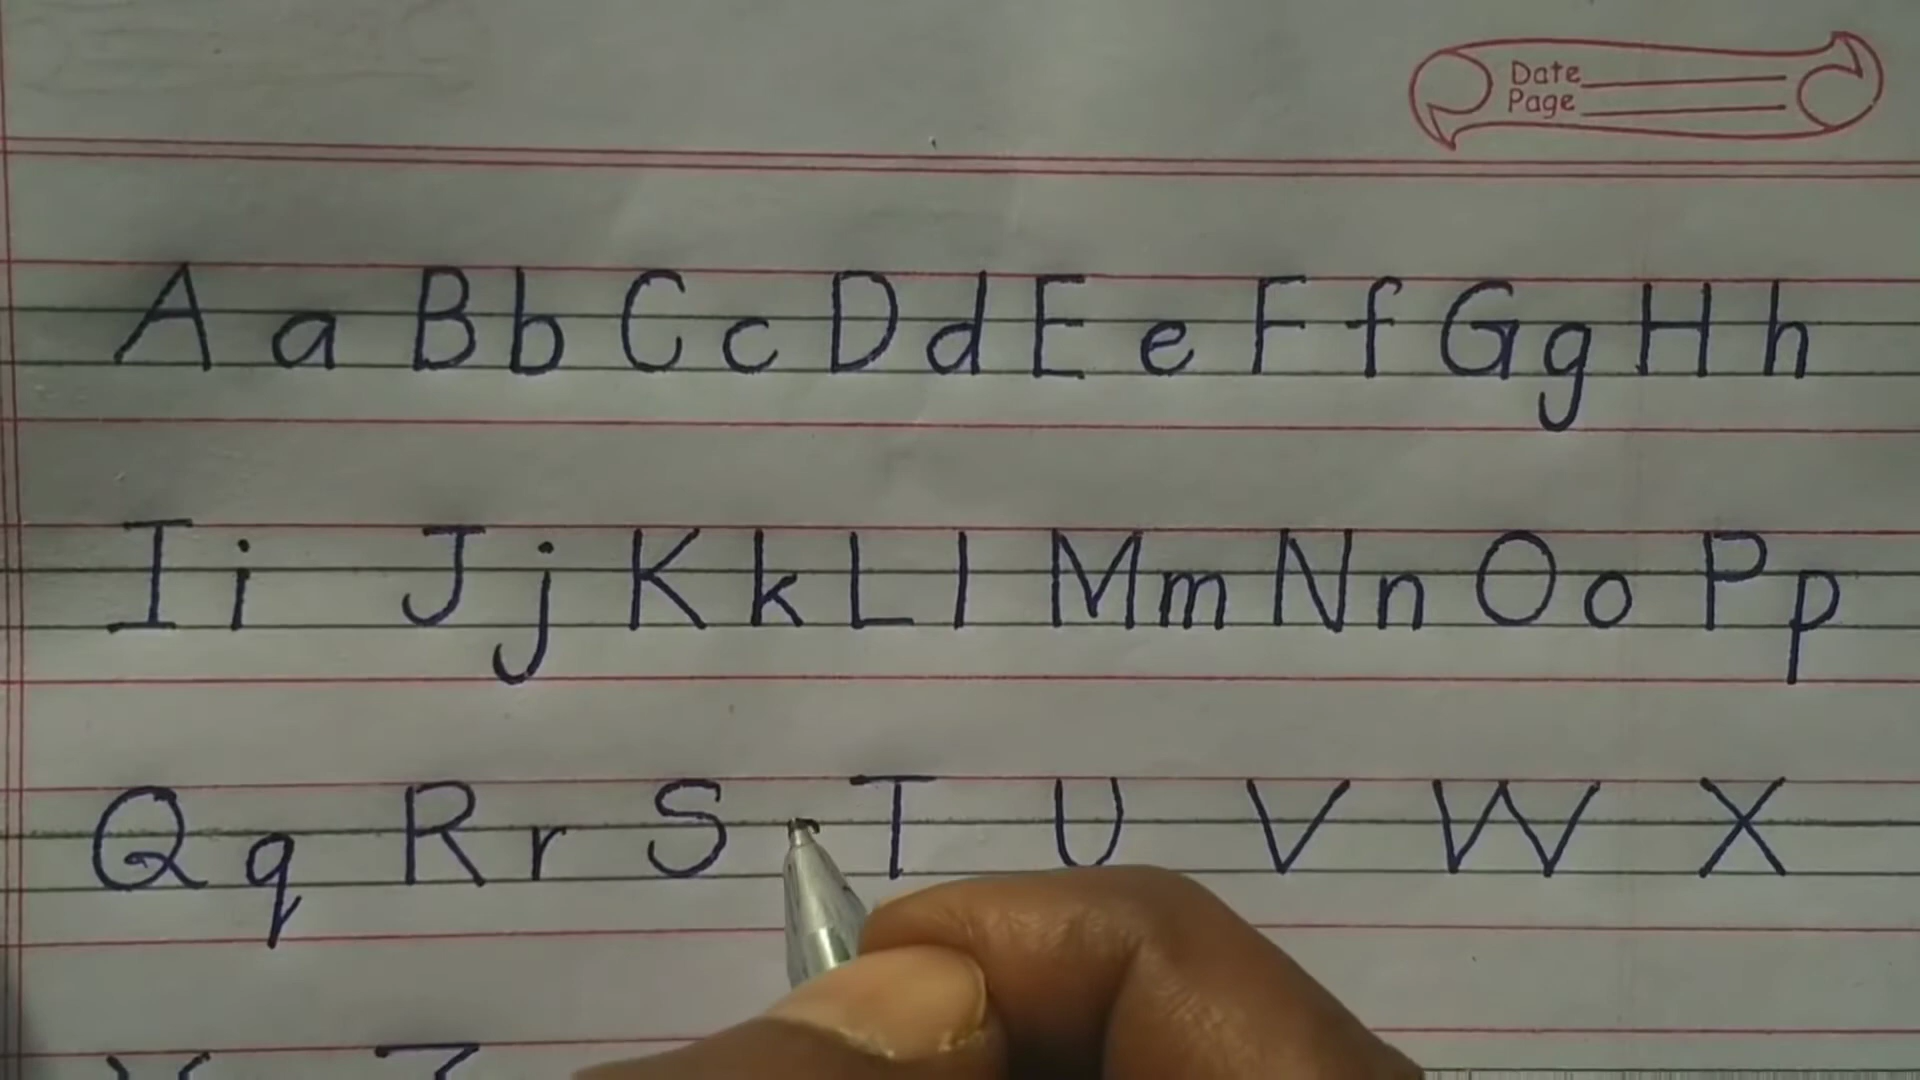 Date
Page
A a B b C c D d E e F f G g H h
I i J j K k L l M m N n O o P p
Q q R r S T U V W X